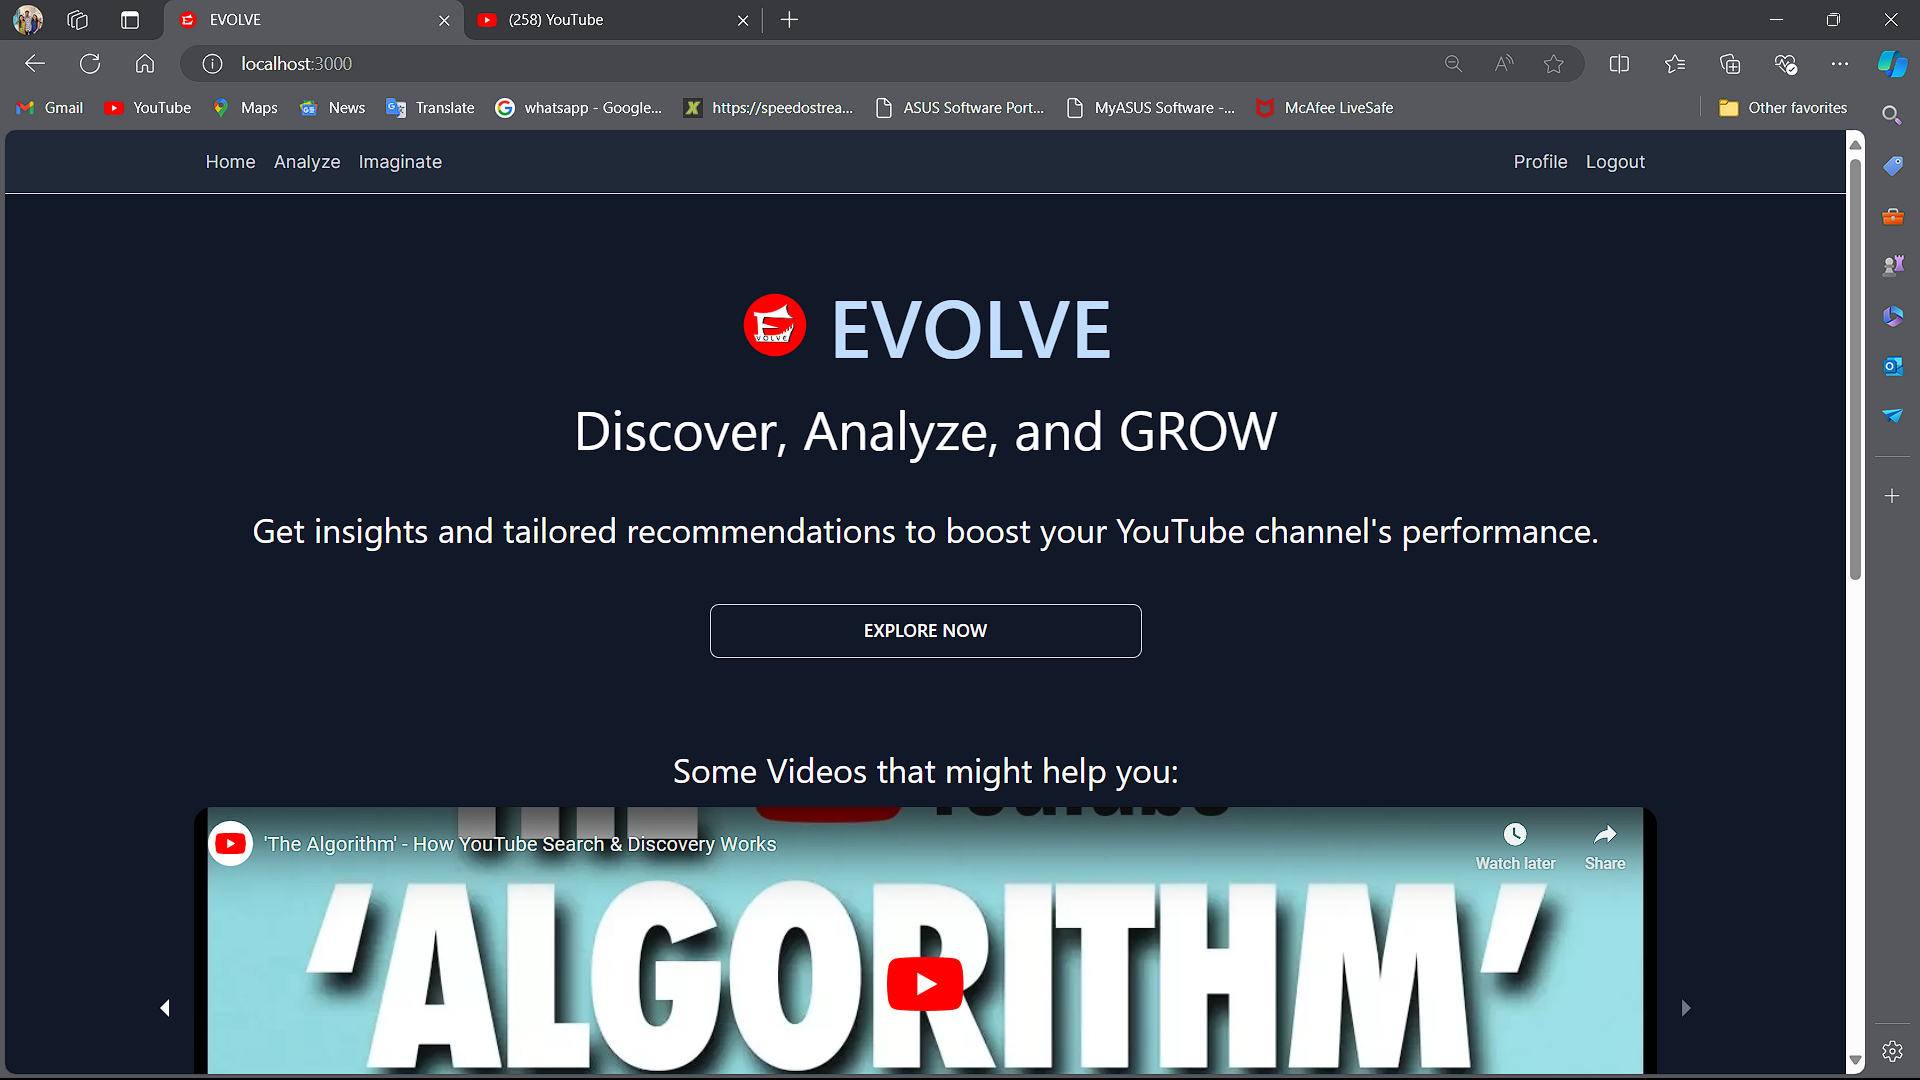 EVOLVE
(258) YouTube
localhost:3000
Gmail
YouTube
Maps
News
Translate
whatsapp - Google...
https://speedostrea...
ASUS Software Port...
MyASUS Software -...
McAfee LiveSafe
Other favorites
Home Analyze Imaginate
Profile Logout
E
VOLVE
EVOLVE
Discover, Analyze, and GROW
Get insights and tailored recommendations to boost your YouTube channel's performance.
EXPLORE NOW
Some Videos that might help you:
'The Algorithm' - How YouTube Search & Discovery Works
Watch later
Share
'ALGORITHM'